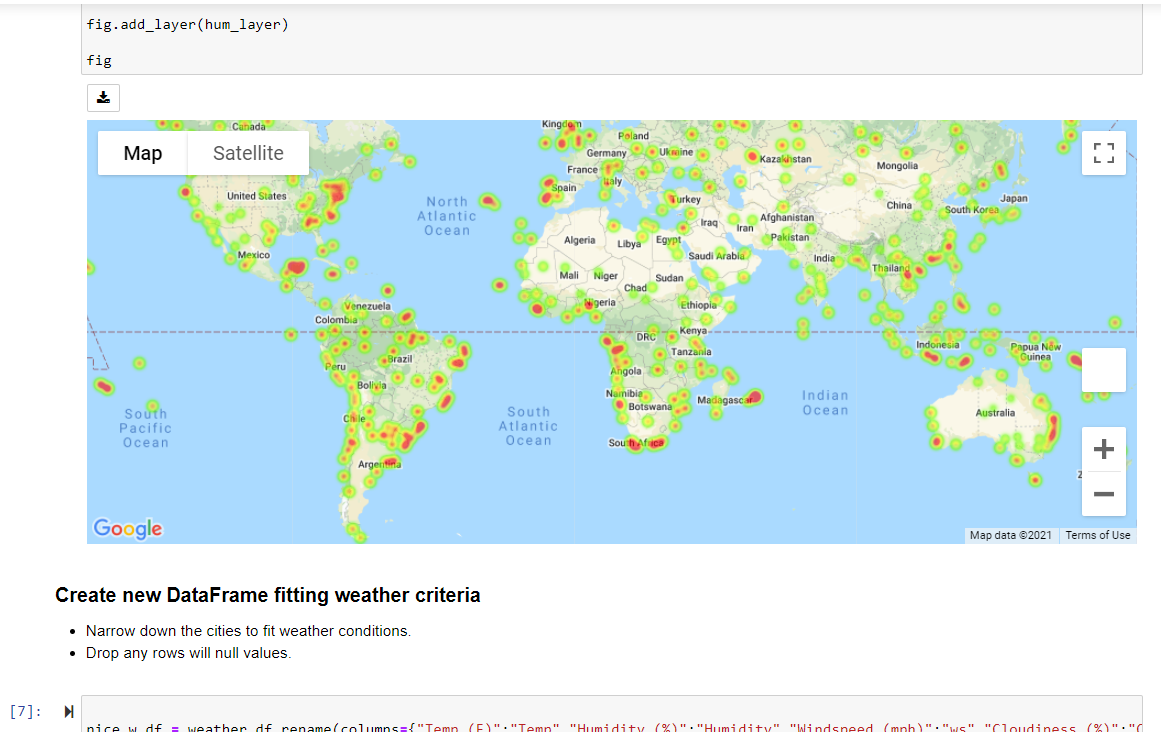 fig.add_layer(hum_layer)
fig
Map
Satellite
Canada
Kingdom
Poland
Germany
Ukraine
Kazakhstan
Mongolia
France
Italy
Spain
United States
Turkey
Japan
China
South Korea
North
Atlantic
Ocean
Afghanistan
Iraq
Iran
Pakistan
Algeria
Libya
Egypt
Mexico
Saudi Arabia
India
Thailand
Mali
Niger
Chad
Sudan
Nigeria
Ethiopia
Venezuela
Colombia
DRC
Kenya
Indonesia
Papua New
Guinea
Tanzania
Brazil
Peru
Angola
Bolivia
Namibia
Botswana
Madagascar
Indian
Ocean
South
Pacific
Ocean
South
Atlantic
Ocean
Australia
Chile
South Africa
Argentina
Google
Map data ©2021
Terms of Use
Create new DataFrame fitting weather criteria
• Narrow down the cities to fit weather conditions.
• Drop any rows will null values.
[7]:
nice_w_df = weather_df.rename(columns={"Temp (F)":"Temp","Humidity (%)":"Humidity","Windspeed (mph)":"ws","Cloudiness (%)":"C